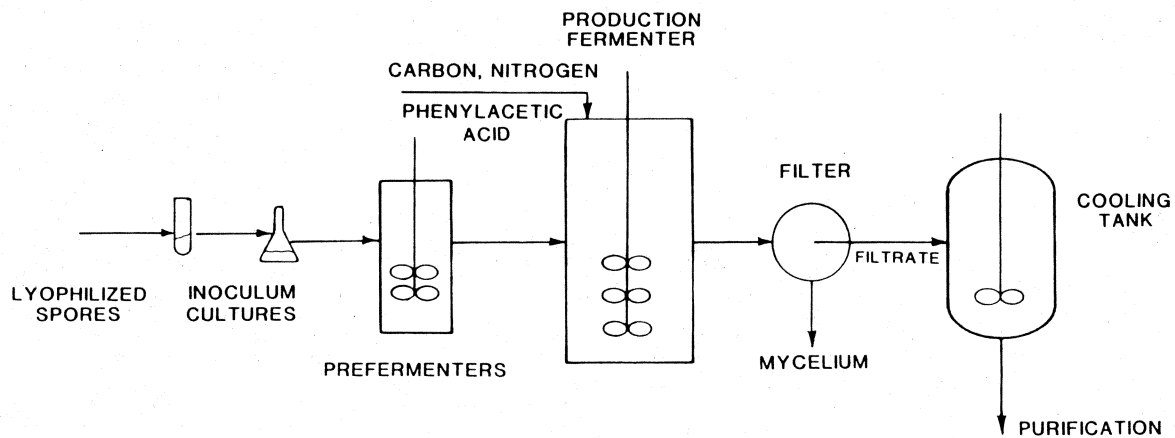 PRODUCTION
FERMENTER
CARBON, NITROGEN
PHENYLACETIC
ACID
FILTER
COOLING
TANK
FILTRATE
LYOPHILIZED
SPORES
INOCULUM
CULTURES
PREFERMENTERS
MYCELIUM
PURIFICATION